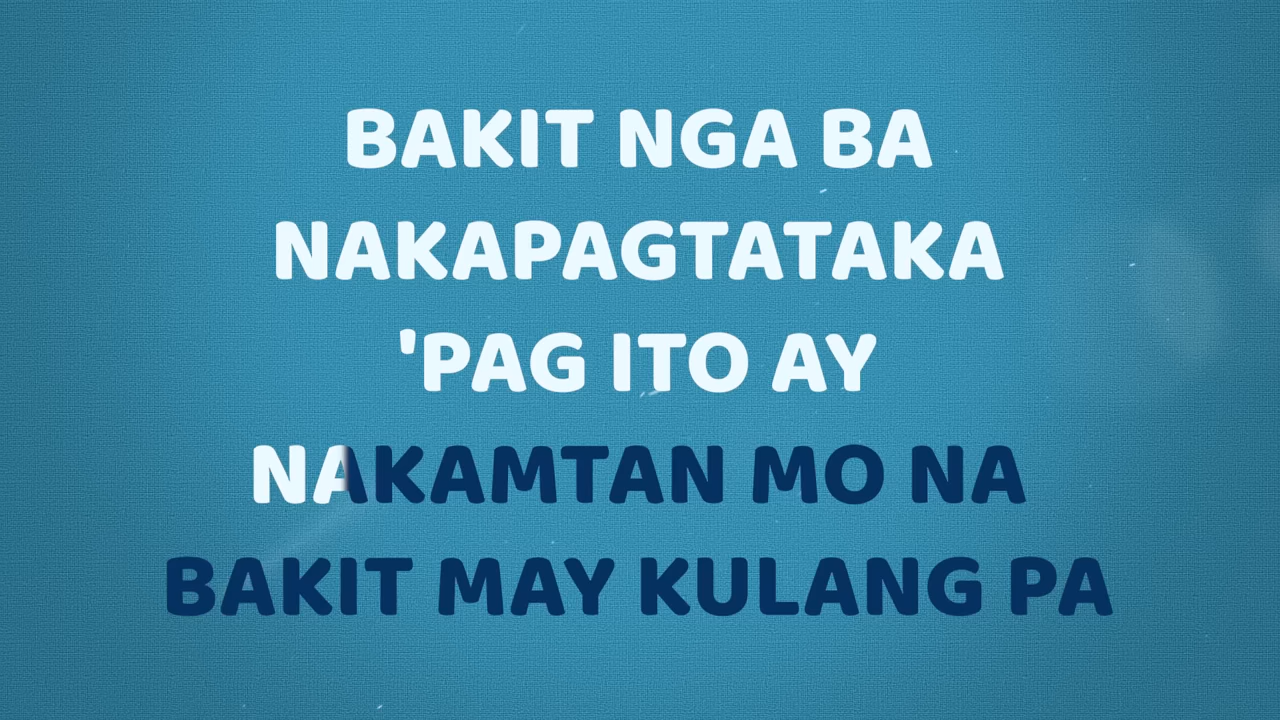 BAKIT NGA BA
NAKAPAGTATAKA
'PAG ITO AY
NAKAMTAN MO NA
BAKIT MAY KULANG PA